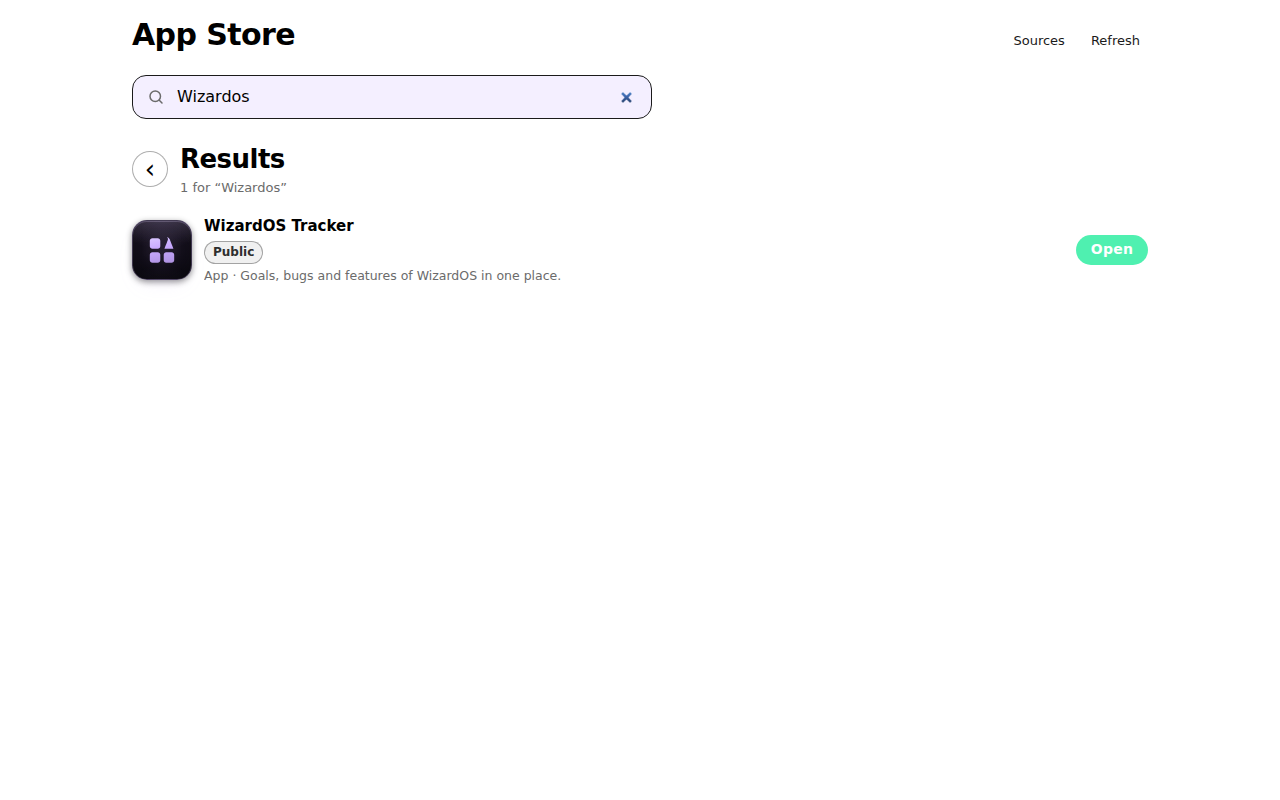 App Store
Sources
Refresh
Wizardos
Results
1 for “Wizardos”
WizardOS Tracker
Public
App · Goals, bugs and features of WizardOS in one place.
Open